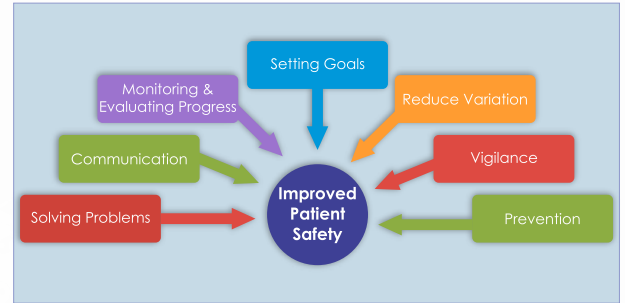 Setting Goals
Monitoring &
Evaluating Progress
Reduce Variation
Communication
Vigilance
Solving Problems
Improved
Patient
Safety
Prevention